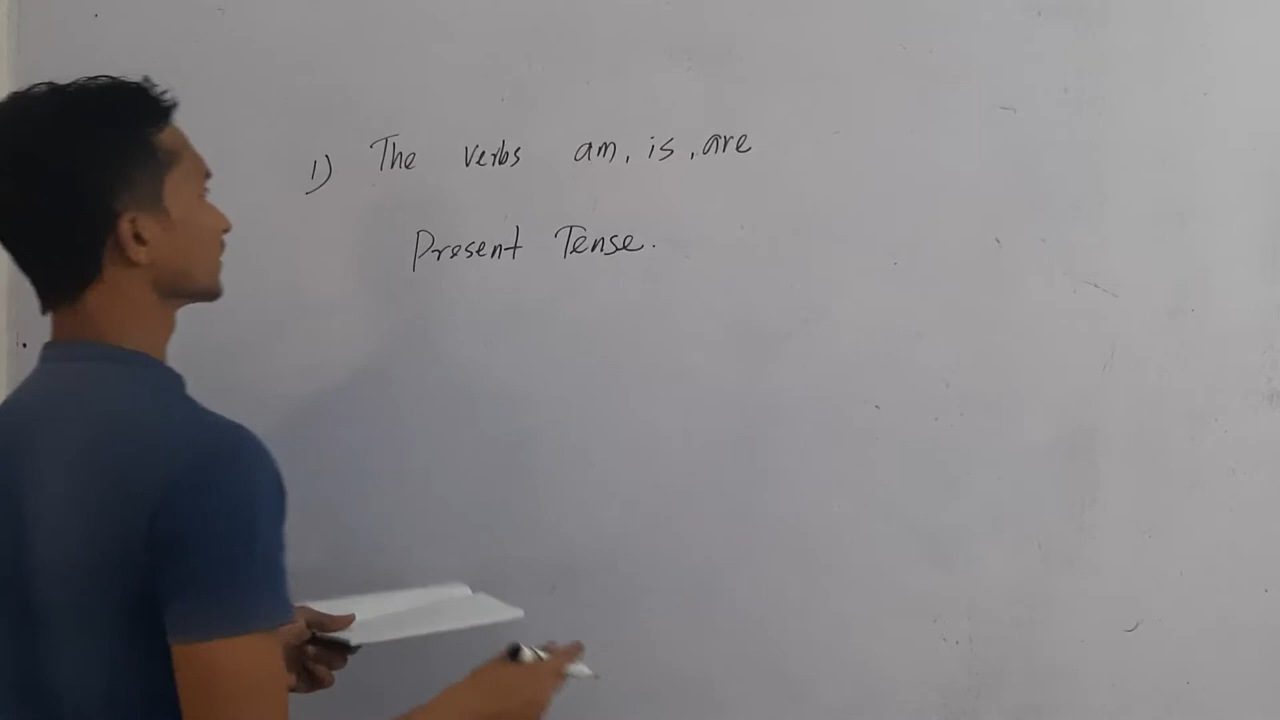 1) The verbs am, is, are
Present Tense.